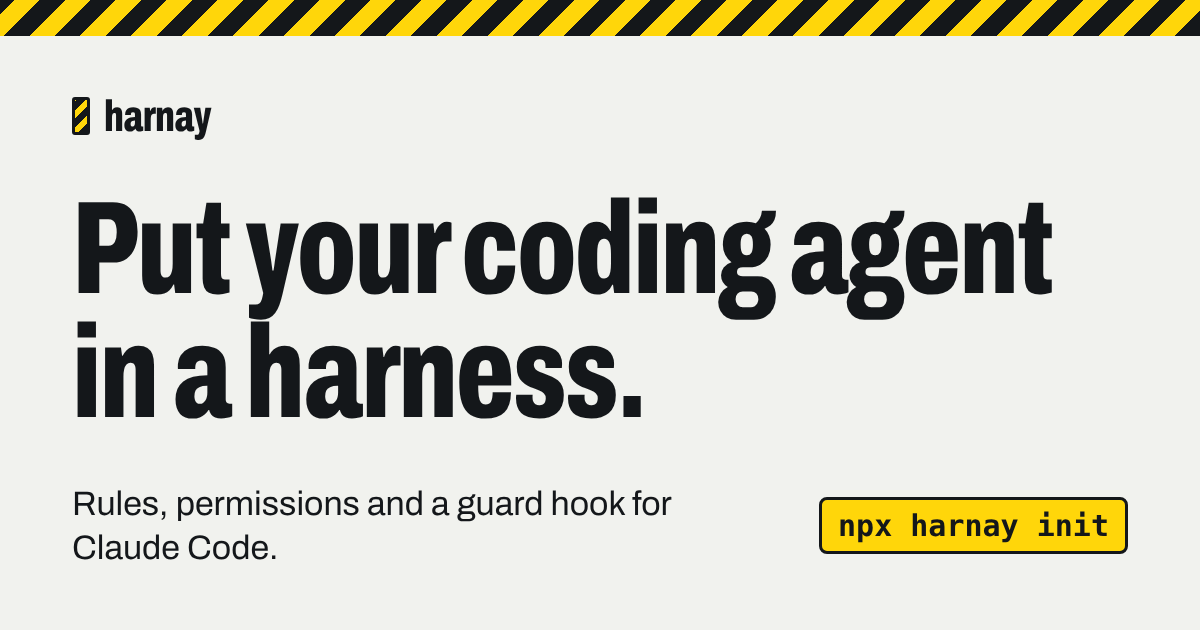 harnay
Put your coding agent
in a harness.
Rules, permissions and a guard hook for
Claude Code.
npx harnay init